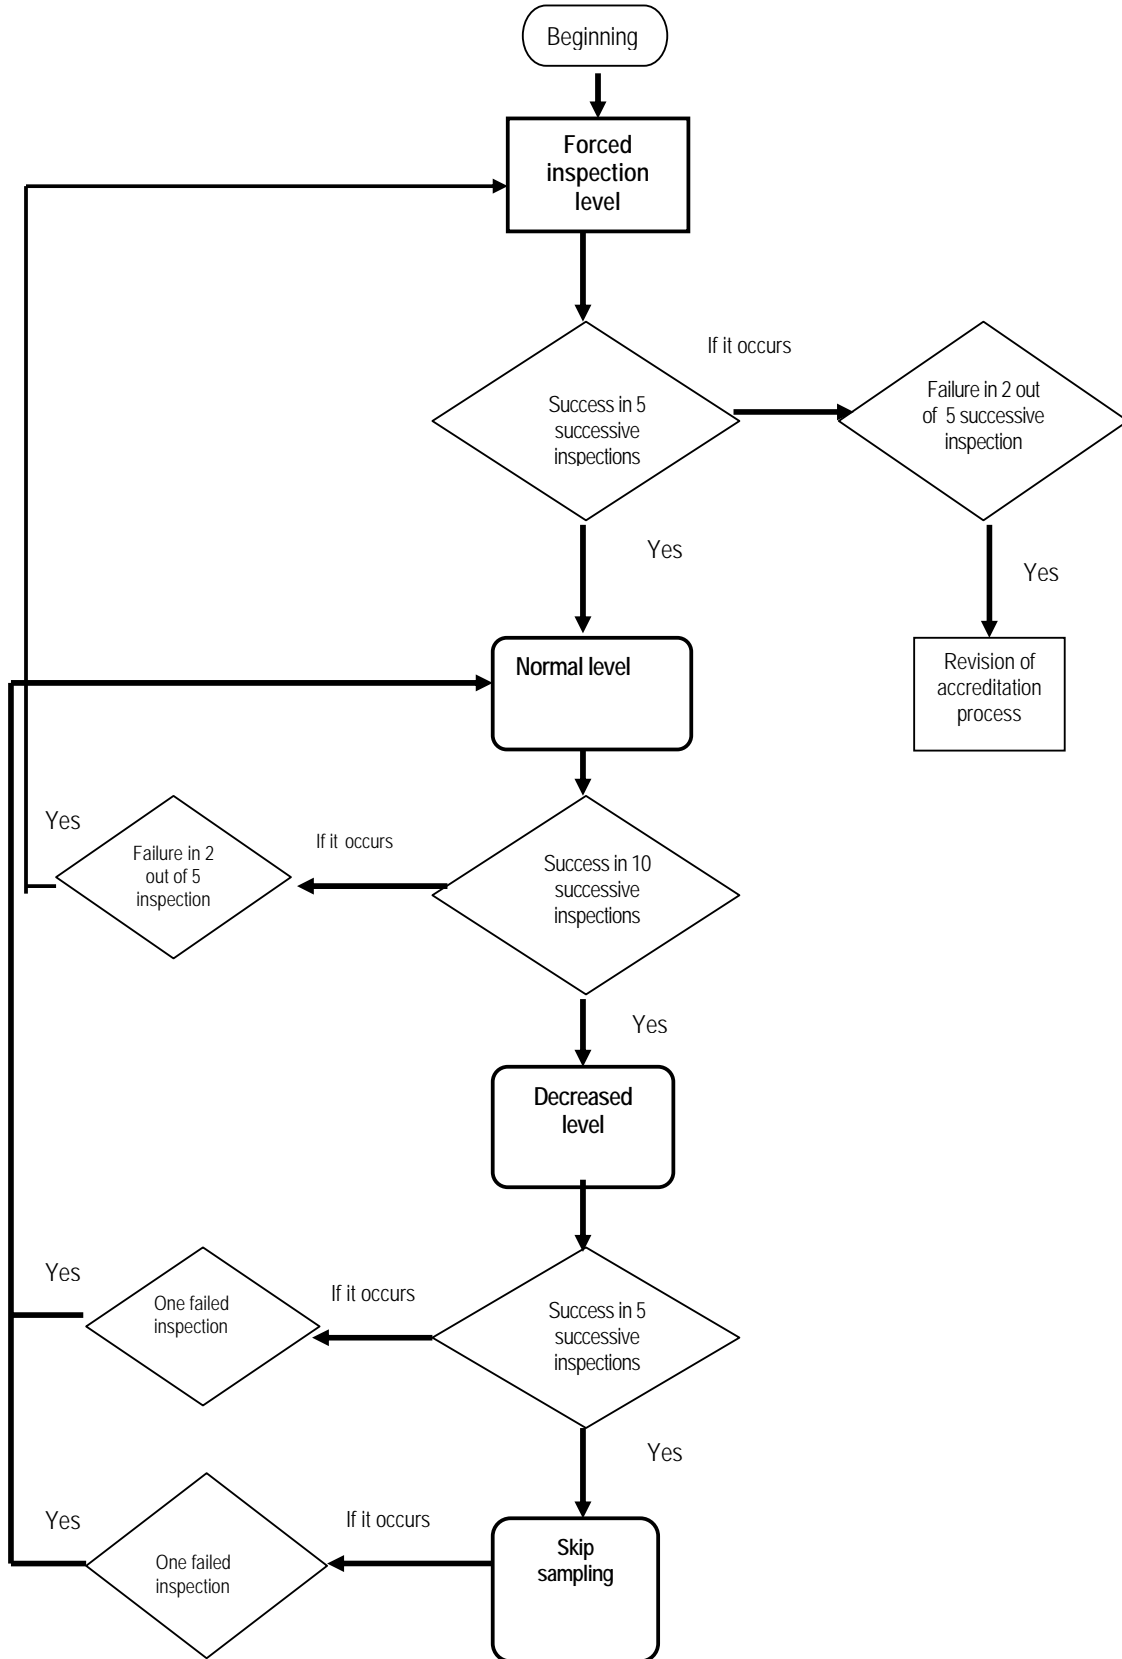 Beginning
Forced
inspection
level
If it occurs
Success in 5
successive
inspections
Failure in 2 out
of 5 successive
inspection
Yes
Yes
Revision of
accreditation
process
Normal level
Yes
Failure in 2
out of 5
inspection
If it occurs
Success in 10
successive
inspections
Yes
Decreased
level
Yes
One failed
inspection
If it occurs
Success in 5
successive
inspections
Yes
Yes
One failed
inspection
If it occurs
Skip
sampling